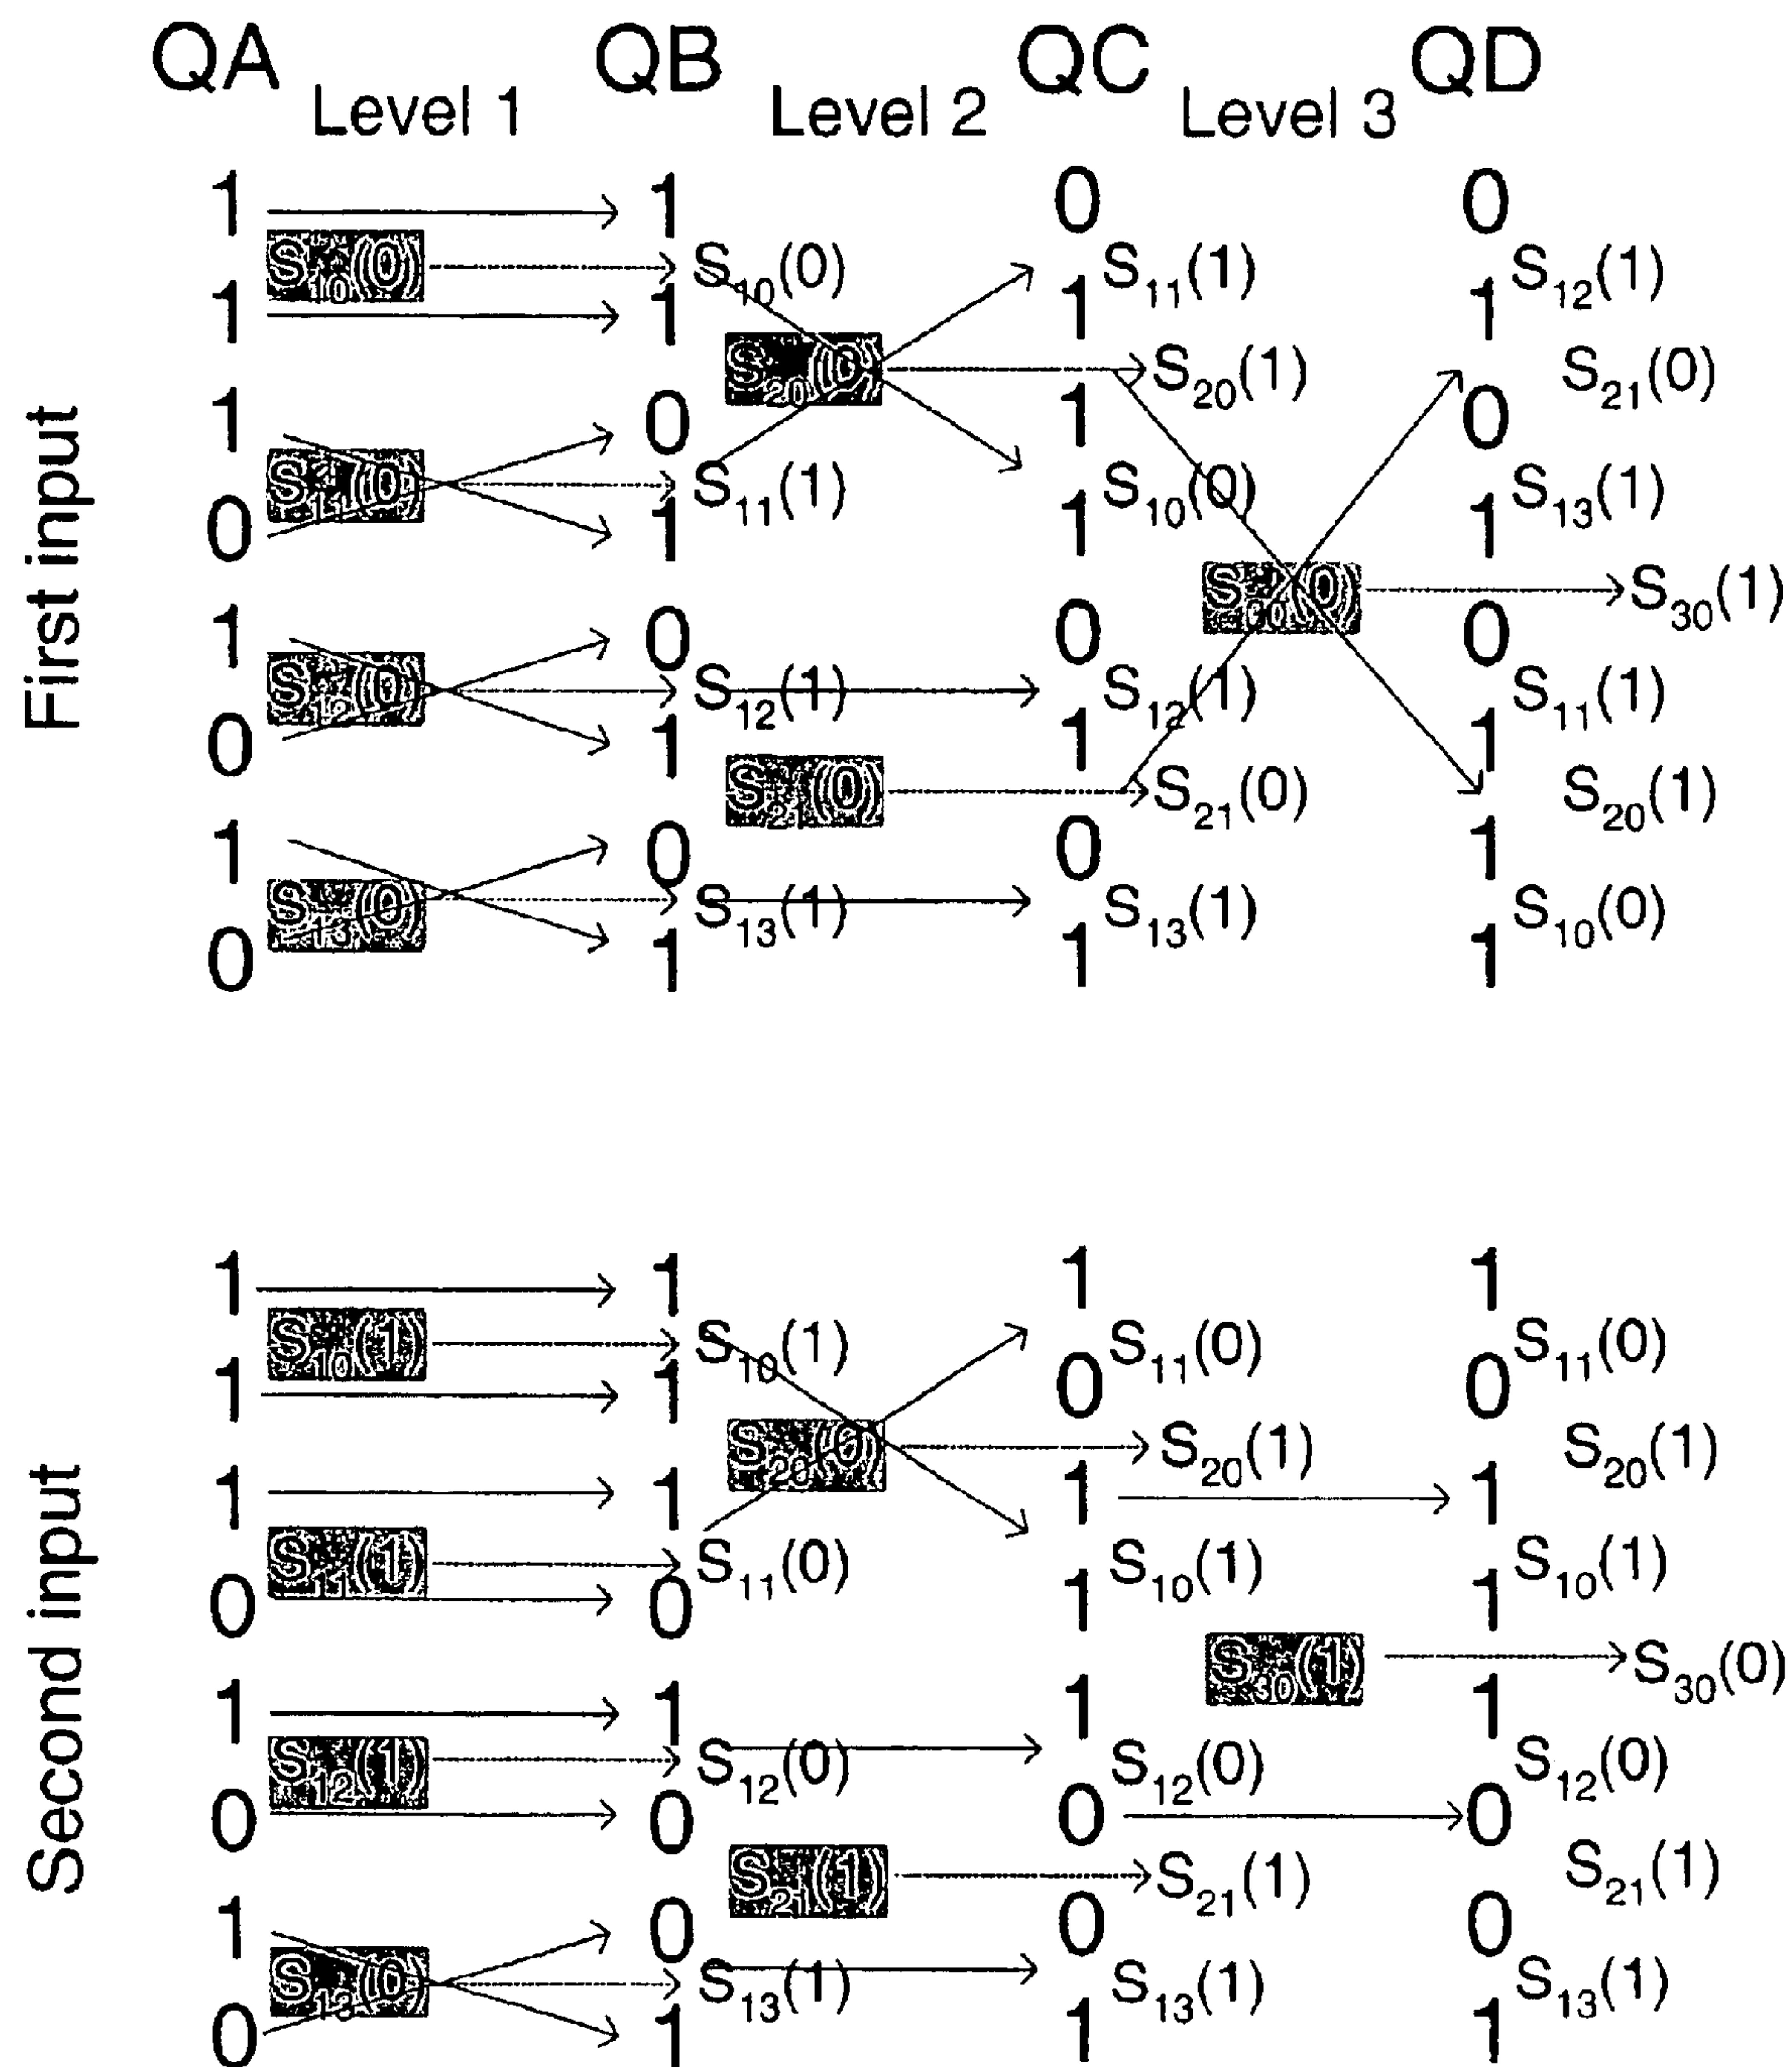 QA QB QC QD
Level 1 Level 2 Level 3
First input
1 1 0 0
S10(0) S10(0) S11(1) S12(1)
1 1 1 1
S20(0) S20(1) S21(0)
1 0 1 0
S11(0) S11(1) S10(0) S13(1)
0 1 1 1
S30(0) S30(1)
1 0 0 0
S12(0) S12(1) S12(1) S11(1)
0 1 1 1
S21(0) S21(0) S20(1)
1 0 0 1
S13(0) S13(1) S13(1) S10(0)
0 1 1 1
Second input
1 1 1 1
S10(1) S10(1) S11(0) S11(0)
1 1 0 0
S20(0) S20(1) S20(1)
1 1 1 1
S11(1) S11(0) S10(1) S10(1)
0 0 1 1
S30(1) S30(0)
1 1 1 1
S12(1) S12(0) S12(0) S12(0)
0 0 0 0
S21(1) S21(1) S21(1)
1 0 0 0
S13(0) S13(1) S13(1) S13(1)
0 1 1 1